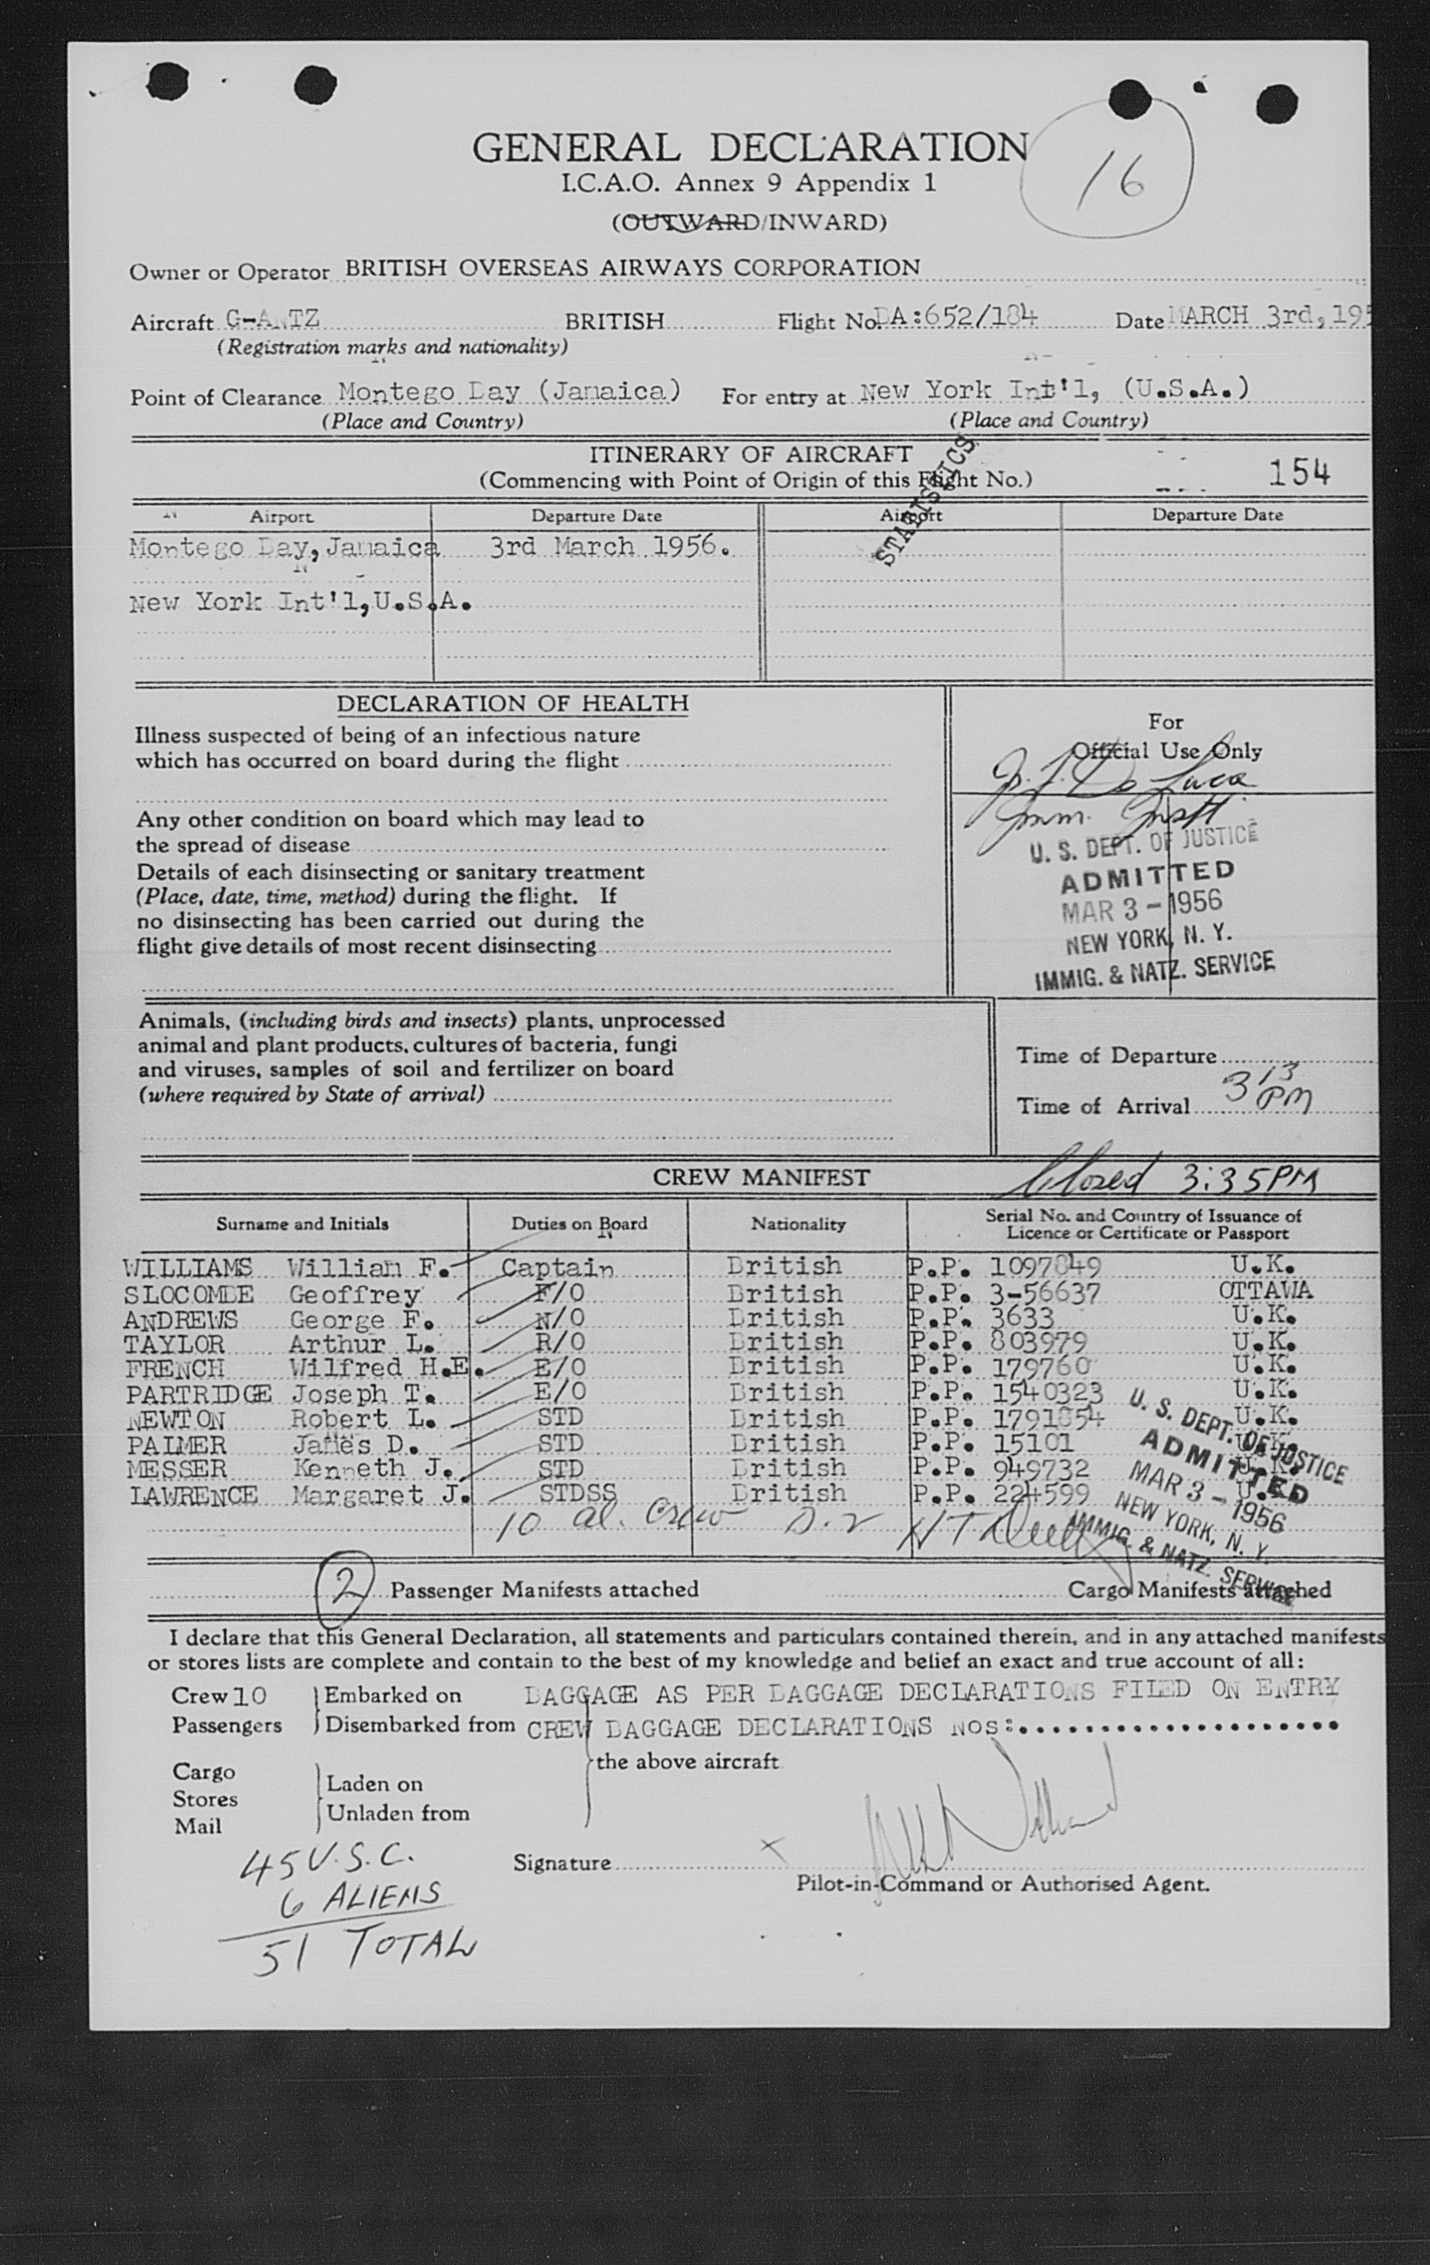 16
GENERAL DECLARATION
I.C.A.O. Annex 9 Appendix 1
(OUTWARD/INWARD)
Owner or Operator BRITISH OVERSEAS AIRWAYS CORPORATION
Aircraft BRITISH Flight No. BA:652/184 Date MARCH 3rd, 195
(Registration marks and nationality)
Point of Clearance Montego Bay (Jamaica) For entry at New York Int'l, (U.S.A.)
(Place and Country) (Place and Country)
ITINERARY OF AIRCRAFT
(Commencing with Point of Origin of this Flight No.) 154
STATISTICS
Airport Departure Date Airport Departure Date
Montego Bay, Jamaica 3rd March 1956.
New York Int'l, U.S.A.
DECLARATION OF HEALTH
For
Official Use Only
Illness suspected of being of an infectious nature
which has occurred on board during the flight
Any other condition on board which may lead to
the spread of disease
Details of each disinsecting or sanitary treatment
(Place, date, time, method) during the flight. If
no disinsecting has been carried out during the
flight give details of most recent disinsecting
De Luca
Imm. Inst
U. S. DEPT. OF JUSTICE
ADMITTED
MAR 3 - 1956
NEW YORK, N. Y.
IMMIG. & NATZ. SERVICE
Animals, (including birds and insects) plants, unprocessed
animal and plant products, cultures of bacteria, fungi
and viruses, samples of soil and fertilizer on board
(where required by State of arrival)
Time of Departure
Time of Arrival 3 13 PM
CREW MANIFEST Closed 3:35 PM
Surname and Initials Duties on Board Nationality Serial No. and Country of Issuance of
Licence or Certificate or Passport
WILLIAMS William F. Captain British P.P. 1097849 U.K.
SLOCOMBE Geoffrey F/O British P.P. 3-56637 OTTAWA
ANDREWS George F. N/O British P.P. 3633 U.K.
TAYLOR Arthur L. R/O British P.P. 803979 U.K.
FRENCH Wilfred H.E. E/O British P.P. 179760 U.K.
PARTRIDGE Joseph T. E/O British P.P. 1540323 U.K.
NEWTON Robert L. STD British P.P. 1791854 U.K.
PALMER James D. STD British P.P. 15101 U.K.
MESSER Kenneth J. STD British P.P. 949732 U.K.
LAWRENCE Margaret J. STDSS British P.P. 224599 U.K.
10 al. Crew D.2
U. S. DEPT. OF JUSTICE
ADMITTED
MAR 3 - 1956
NEW YORK, N. Y.
IMMIG. & NATZ. SERVICE
2 Passenger Manifests attached Cargo Manifests attached
I declare that this General Declaration, all statements and particulars contained therein, and in any attached manifests
or stores lists are complete and contain to the best of my knowledge and belief an exact and true account of all:
Crew 10 Embarked on BAGGAGE AS PER BAGGAGE DECLARATIONS FILED ON ENTRY
Passengers Disembarked from CREW BAGGAGE DECLARATIONS NOS:.....................
the above aircraft
Cargo
Stores
Mail
Laden on
Unladen from
45 U.S.C.
6 ALIENS
51 TOTAL
Signature X
Pilot-in-Command or Authorised Agent.